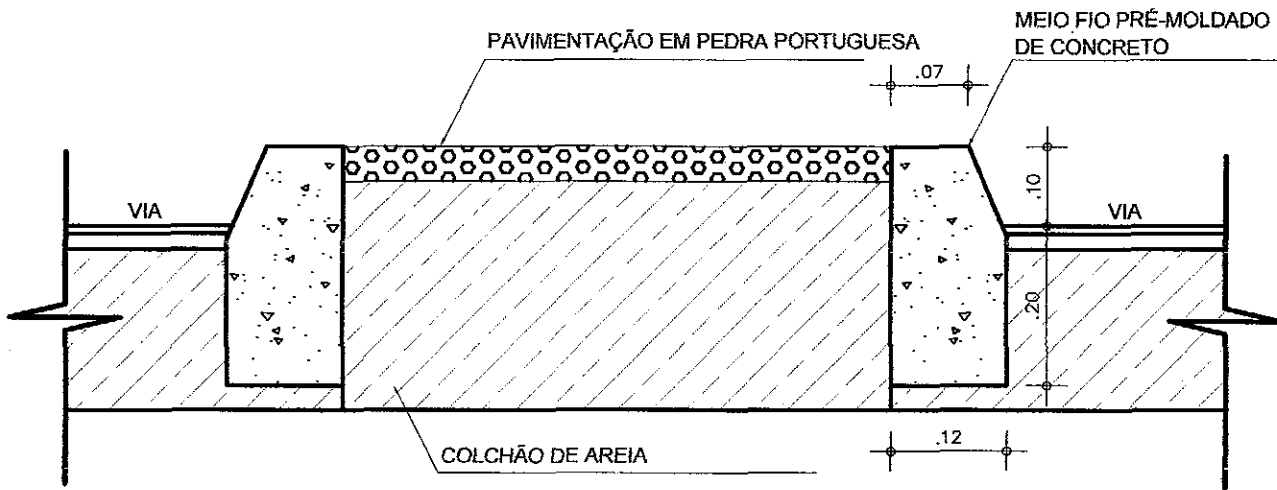 MEIO FIO PRÉ-MOLDADO
DE CONCRETO
PAVIMENTAÇÃO EM PEDRA PORTUGUESA
.07
.10
VIA
VIA
.20
.12
COLCHÃO DE AREIA